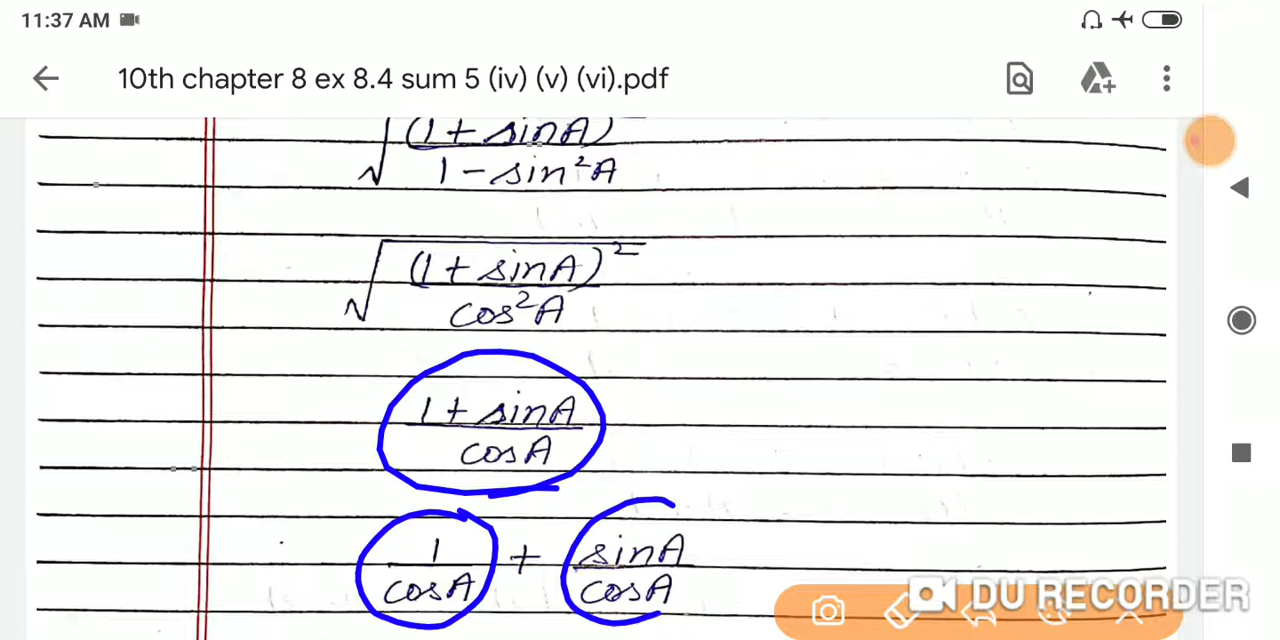 11:37 AM
10th chapter 8 ex 8.4 sum 5 (iv) (v) (vi).pdf
√((1 + sinA)² / (1 - sin²A))
√((1 + sinA)² / cos²A)
(1 + sinA) / cosA
1 / cosA + sinA / cosA
DU RECORDER